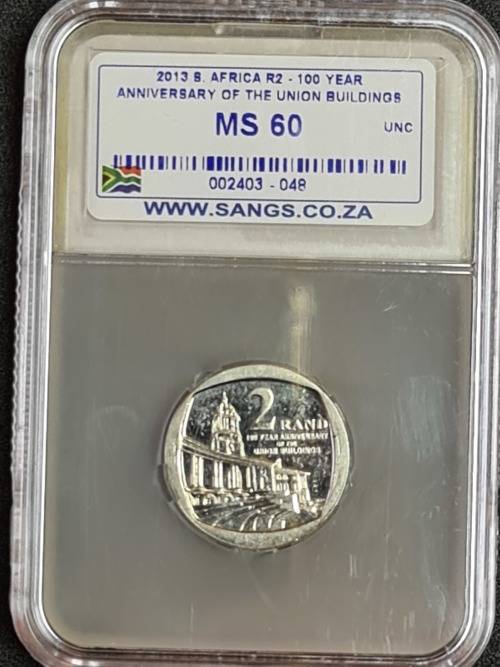 2013 S. AFRICA R2 - 100 YEAR
ANNIVERSARY OF THE UNION BUILDINGS
MS 60 UNC
002403 - 048
WWW.SANGS.CO.ZA
2 RAND
100 YEAR ANNIVERSARY
OF THE
UNION BUILDINGS